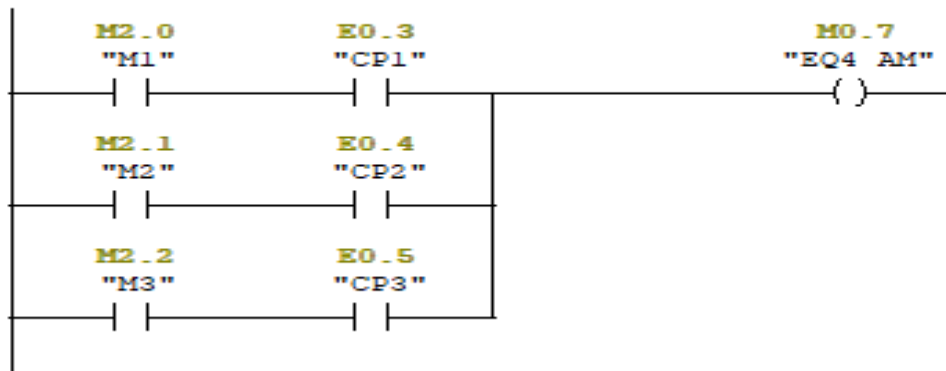 M2.0 E0.3 M0.7
"M1" "CP1" "EQ4 AM"
M2.1 E0.4
"M2" "CP2"
M2.2 E0.5
"M3" "CP3"